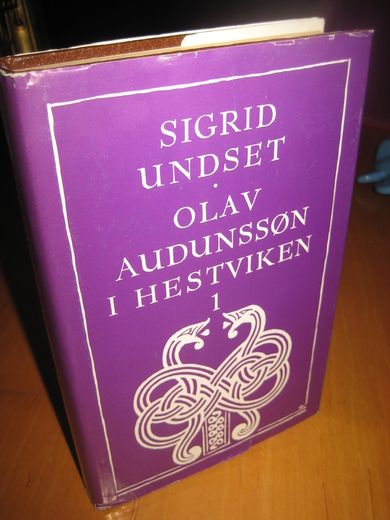 SIGRID
UNDSET
·
OLAV
AUDUNSSØN
I HESTVIKEN
1